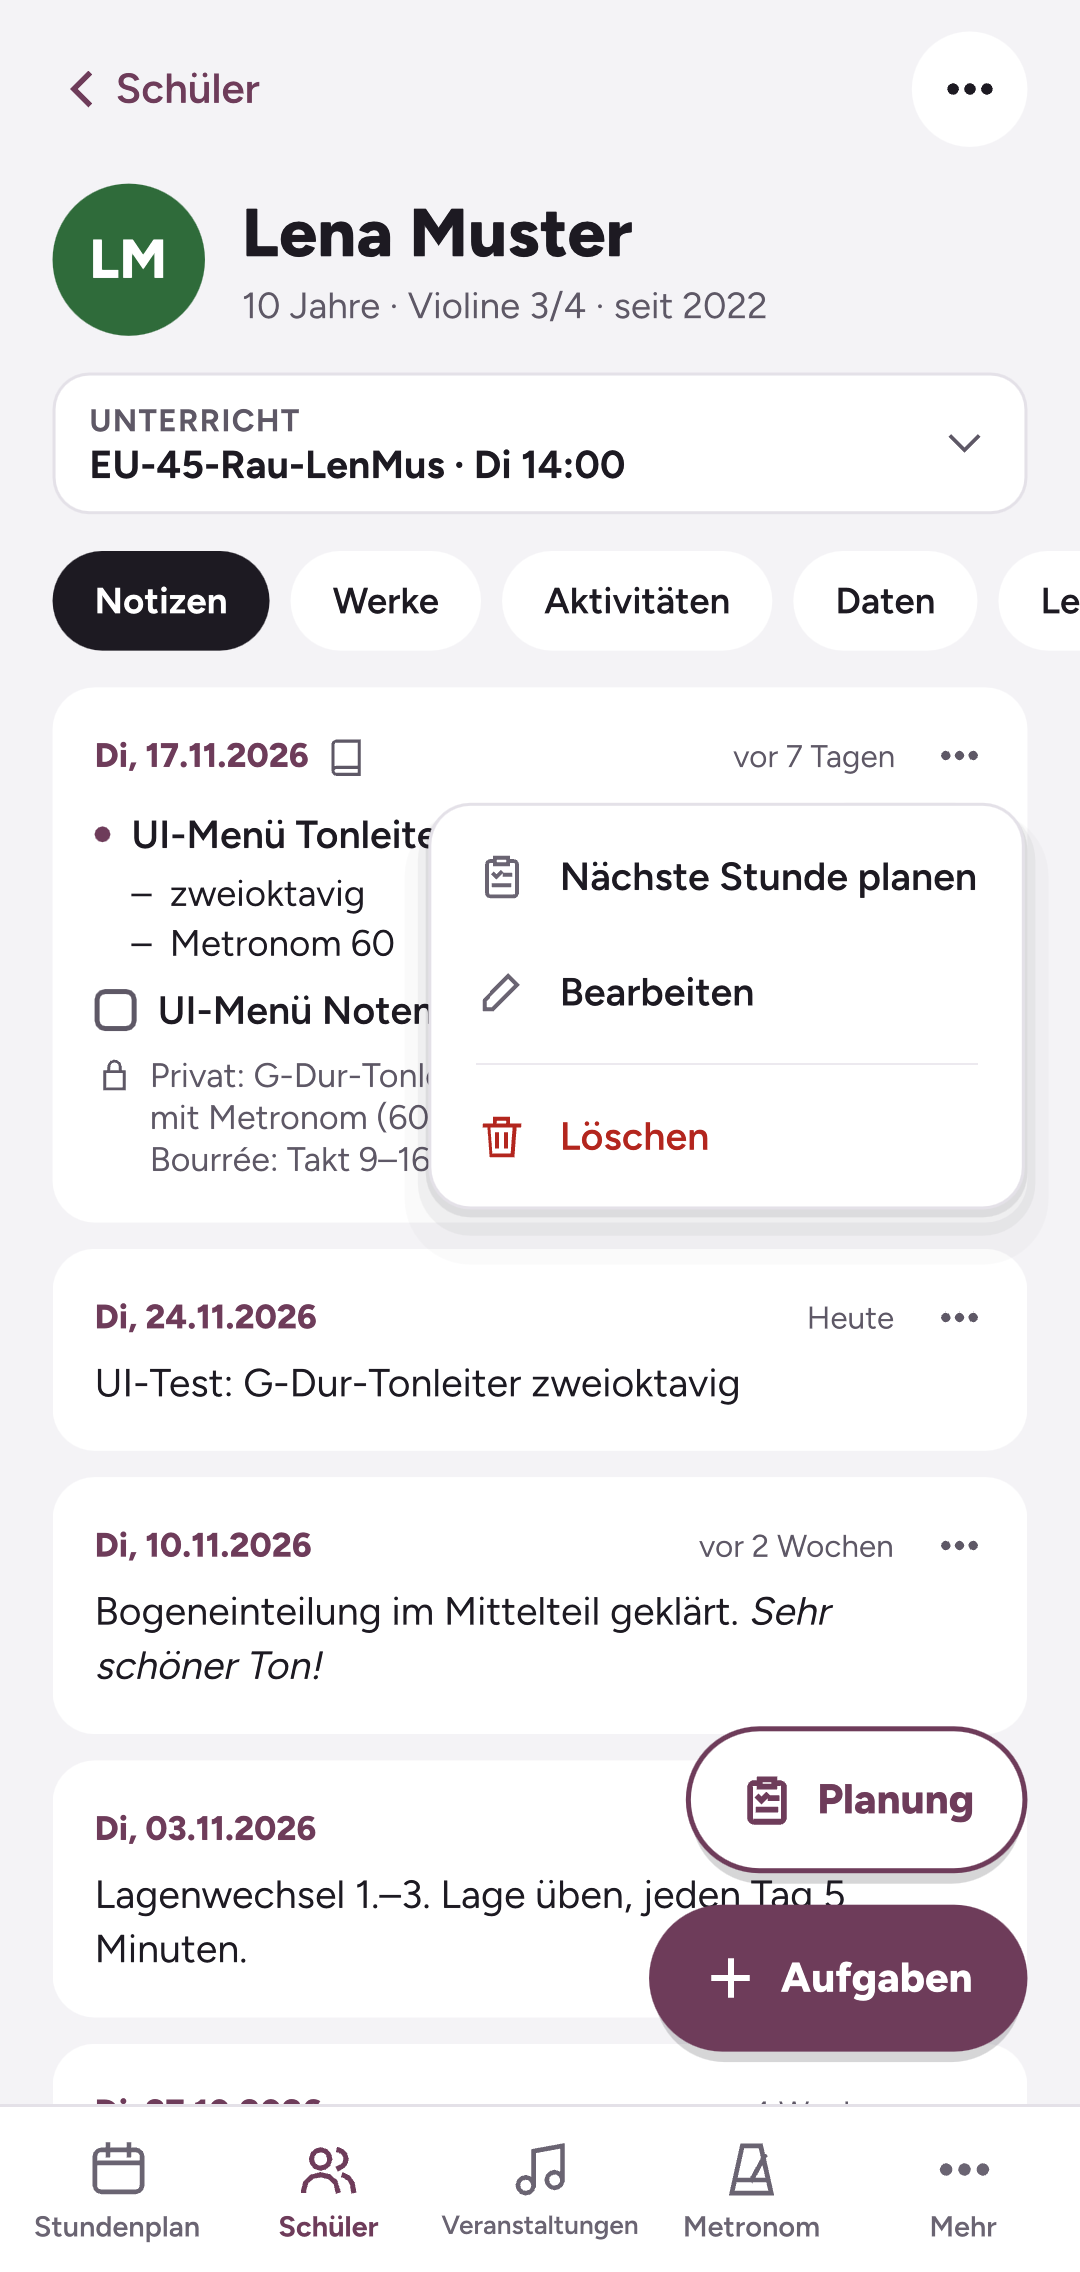 Schüler
LM
Lena Muster
10 Jahre · Violine 3/4 · seit 2022
UNTERRICHT
EU-45-Rau-LenMus · Di 14:00
Notizen
Werke
Aktivitäten
Daten
Di, 17.11.2026
vor 7 Tagen
UI-Menü
– zweioktavig
– Metronom 60
UI-Menü Noten
Privat:
mit Metronom (60
Bourrée: Takt 9–16
Nächste Stunde planen
Bearbeiten
Löschen
Di, 24.11.2026
Heute
UI-Test: G-Dur-Tonleiter zweioktavig
Di, 10.11.2026
vor 2 Wochen
Bogeneinteilung im Mittelteil geklärt. Sehr
schöner Ton!
Di, 03.11.2026
Lagenwechsel 1.–3. Lage üben, jeden Tag 5
Minuten.
Planung
Aufgaben
Stundenplan
Schüler
Veranstaltungen
Metronom
Mehr